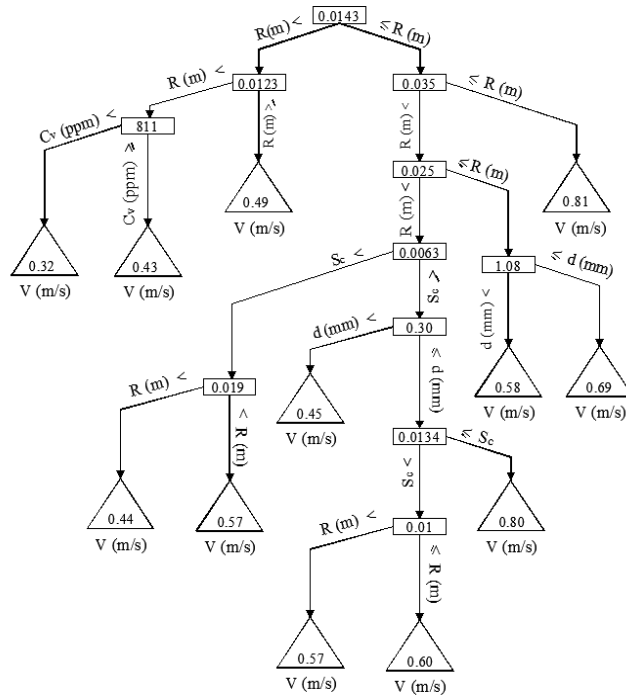 0.0143
R(m) <
⩽ R (m)
R (m) <
0.0123
0.035
⩽ R (m)
Cv (ppm) <
811
Cv (ppm) ⩾
R (m) ⩾
R (m) <
0.32
V (m/s)
0.43
V (m/s)
0.49
V (m/s)
0.025
⩽ R (m)
0.81
V (m/s)
R (m) <
Sc <
0.0063
1.08
⩽ d (mm)
Sc ⩾
d (mm) <
0.58
V (m/s)
0.69
V (m/s)
d (mm) <
0.30
⩽ d (mm)
0.45
V (m/s)
R (m) <
0.019
< R (m)
0.44
V (m/s)
0.57
V (m/s)
0.0134
⩽ Sc
Sc <
0.80
V (m/s)
R (m) <
0.01
⩽ R (m)
0.57
V (m/s)
0.60
V (m/s)